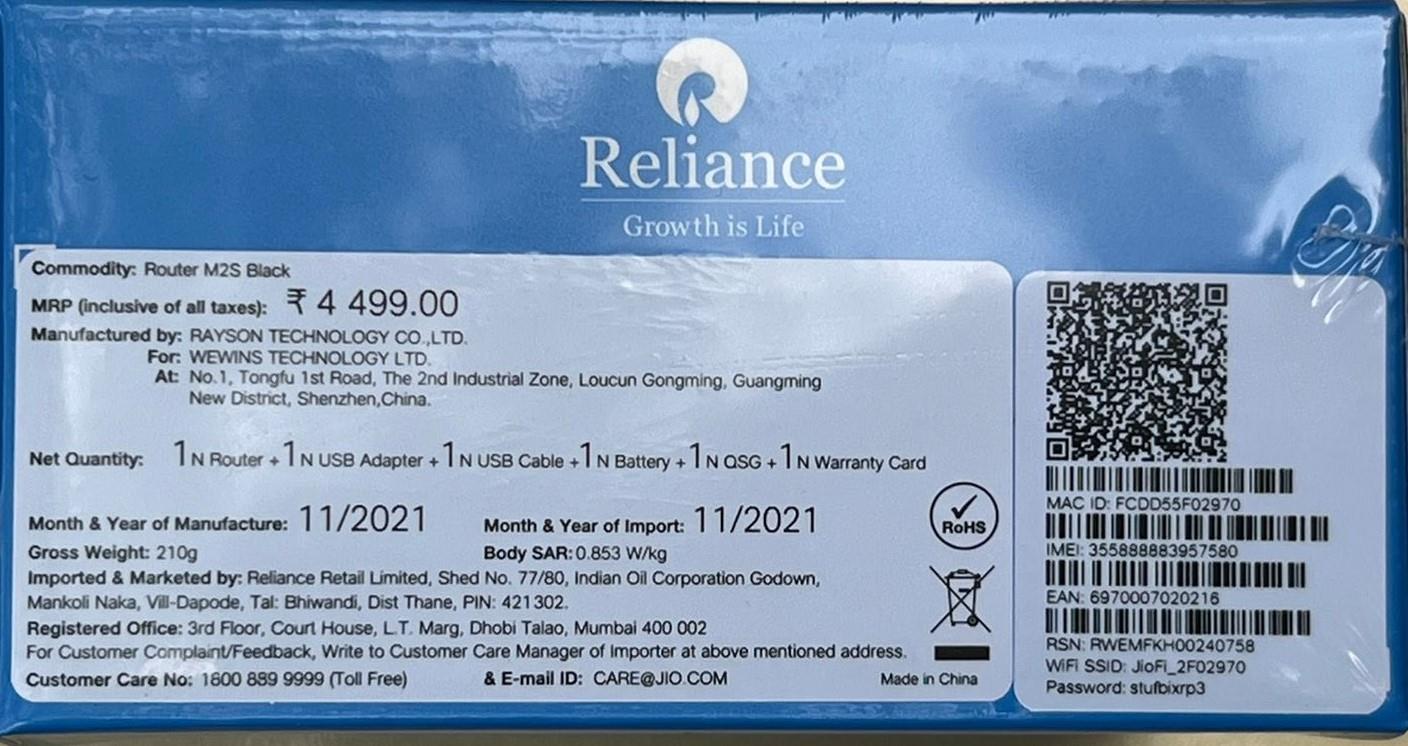 Reliance
Growth is Life
Commodity: Router M2S Black
MRP (inclusive of all taxes): ₹ 4 499.00
Manufactured by: RAYSON TECHNOLOGY CO.,LTD.
For: WEWINS TECHNOLOGY LTD.
At: No.1, Tongfu 1st Road, The 2nd Industrial Zone, Loucun Gongming, Guangming
New District, Shenzhen,China.
Net Quantity: 1 N Router + 1 N USB Adapter + 1 N USB Cable + 1 N Battery + 1 N QSG + 1 N Warranty Card
Month & Year of Manufacture: 11/2021 Month & Year of Import: 11/2021
RoHS
Gross Weight: 210g Body SAR: 0.853 W/kg
Imported & Marketed by: Reliance Retail Limited, Shed No. 77/80, Indian Oil Corporation Godown,
Mankoli Naka, Vill-Dapode, Tal: Bhiwandi, Dist Thane, PIN: 421302.
Registered Office: 3rd Floor, Court House, L.T. Marg, Dhobi Talao, Mumbai 400 002
For Customer Complaint/Feedback, Write to Customer Care Manager of Importer at above mentioned address.
Customer Care No: 1800 889 9999 (Toll Free) & E-mail ID: CARE@JIO.COM Made in China
MAC ID: FCDD55F02970
IMEI: 355888883957580
EAN: 6970007020216
RSN: RWEMFKH00240758
WiFi SSID: JioFi_2F02970
Password: stufbixrp3